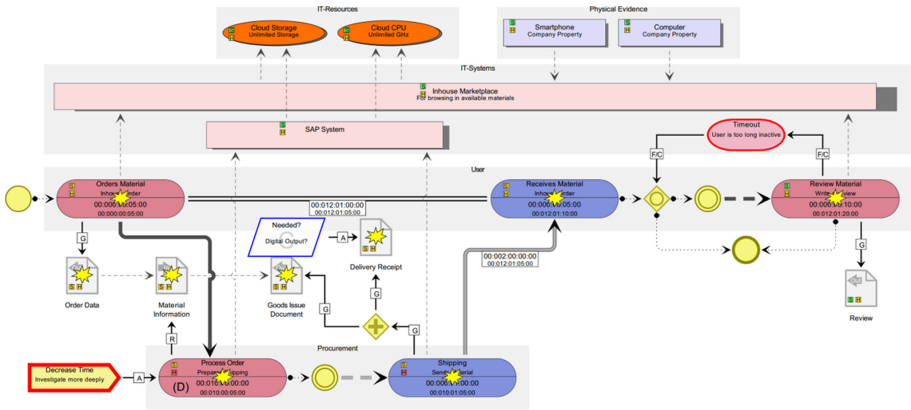 IT-Resources
Physical Evidence
Cloud Storage
Unlimited Storage
Cloud CPU
Unlimited GHz
Smartphone
Company Property
Computer
Company Property
IT-Systems
Inhouse Marketplace
For browsing in available materials
SAP System
Timeout
User is too long inactive
F/C
F/C
User
Orders Material
00:000:00:05:00
00:012:01:00:00
00:012:01:05:00
Receives Material
00:012:01:10:00
Review Material
00:012:01:20:00
G
Needed?
Digital Output?
A
Delivery Receipt
00:002:00:00:00
00:012:01:05:00
G
Order Data
Material
Information
Goods Issue
Document
G
G
G
Review
R
Procurement
Decrease Time
Investigate more deeply
A
Process Order
(D)
00:010:00:05:00
Shipping
00:010:01:05:00